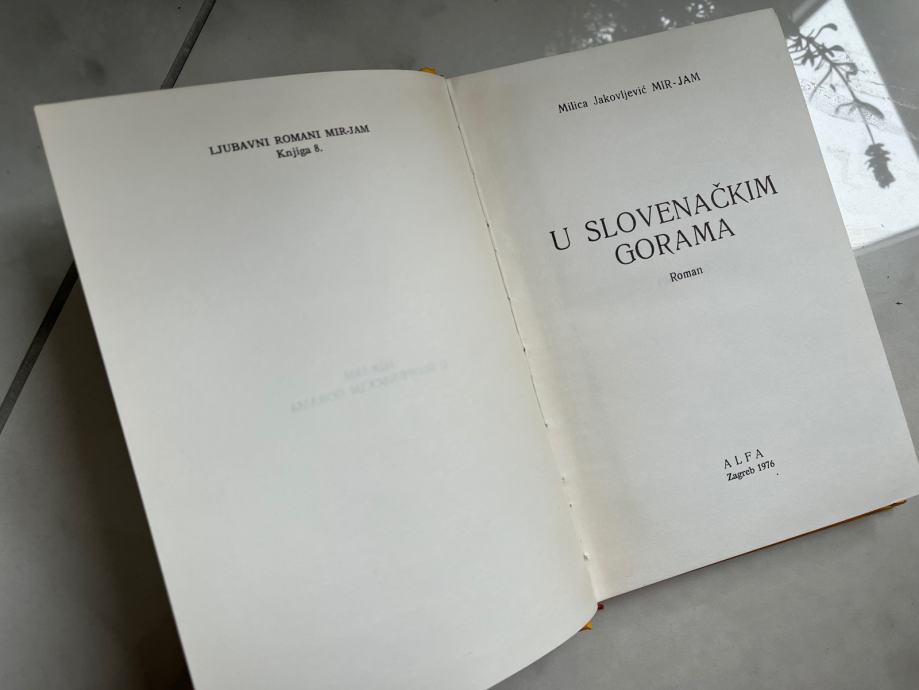 LJUBAVNI ROMANI MIR-JAM
Knjiga 8.
Milica Jakovljević MIR-JAM
U SLOVENAČKIM
GORAMA
Roman
ALFA
Zagreb 1976